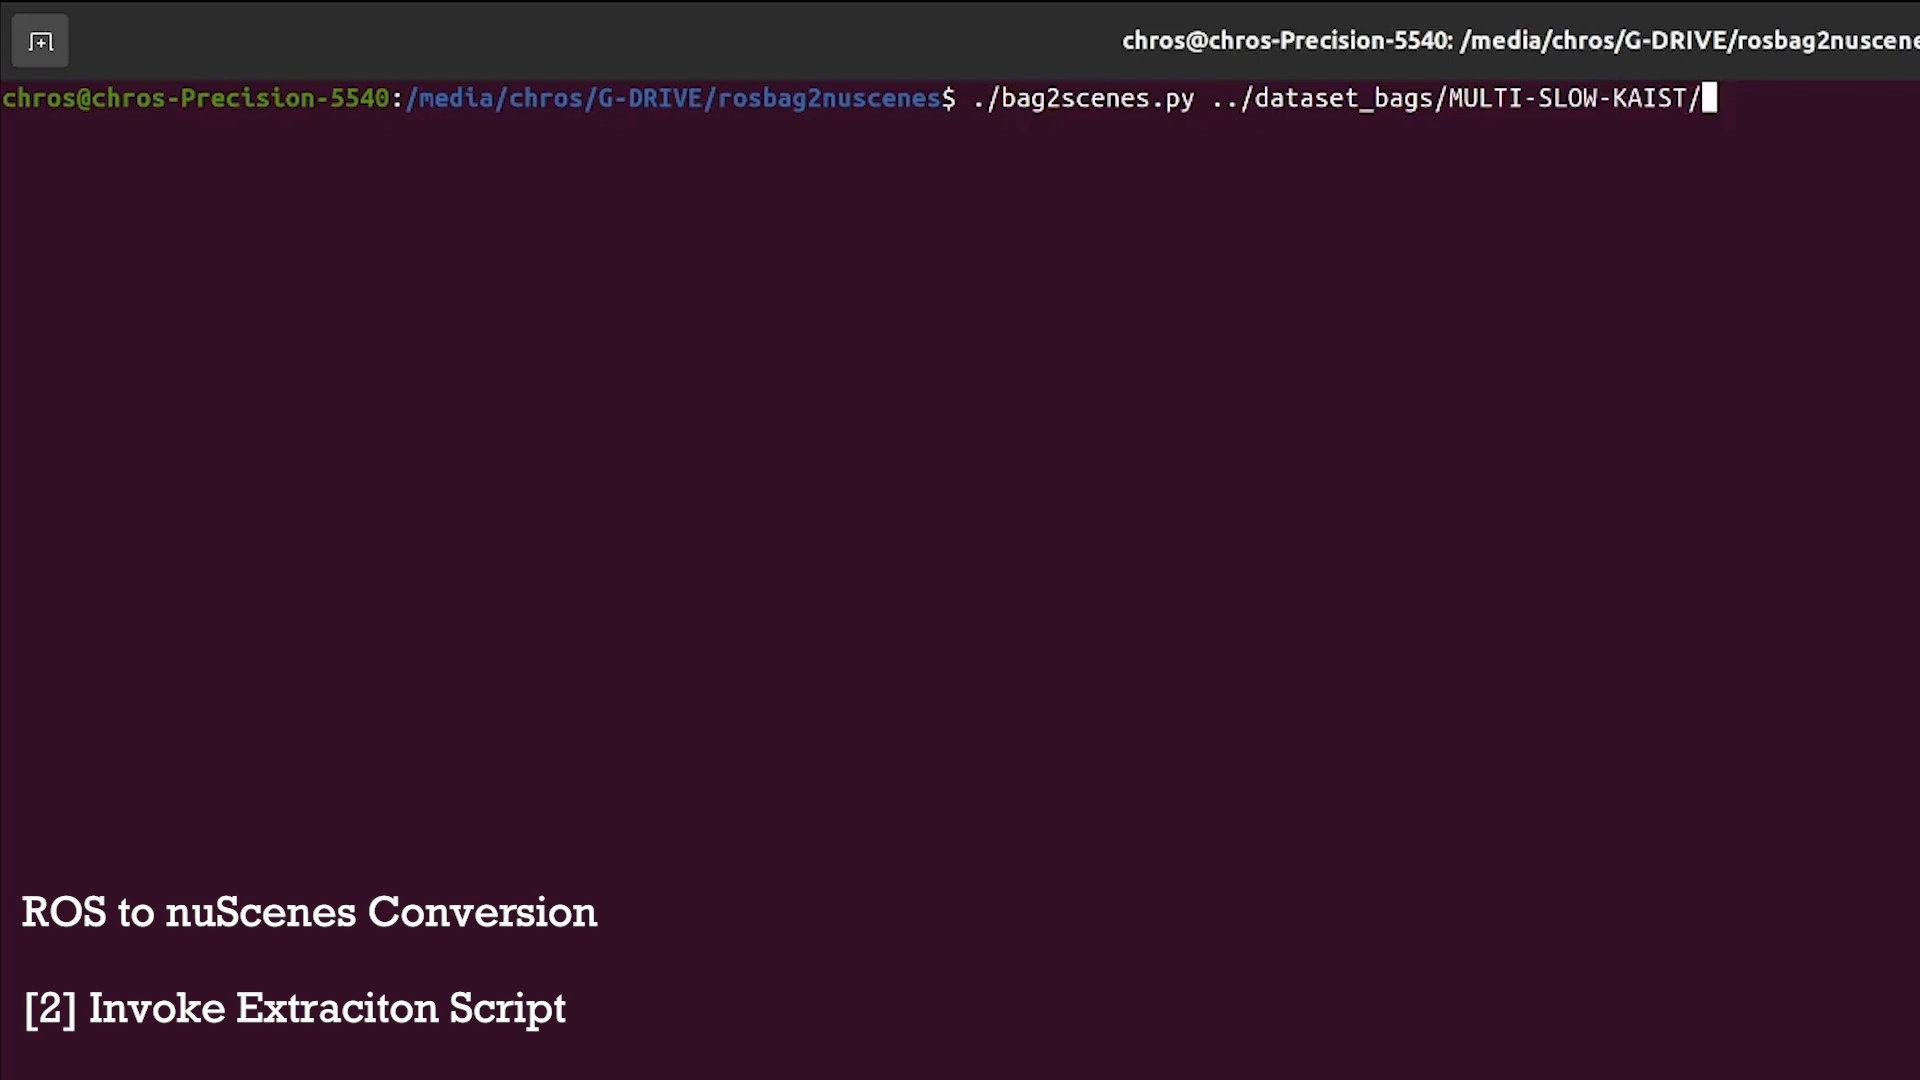 chros@chros-Precision-5540: /media/chros/G-DRIVE/rosbag2nuscene
chros@chros-Precision-5540:/media/chros/G-DRIVE/rosbag2nuscenes$ ./bag2scenes.py ../dataset_bags/MULTI-SLOW-KAIST/
ROS to nuScenes Conversion
[2] Invoke Extraciton Script